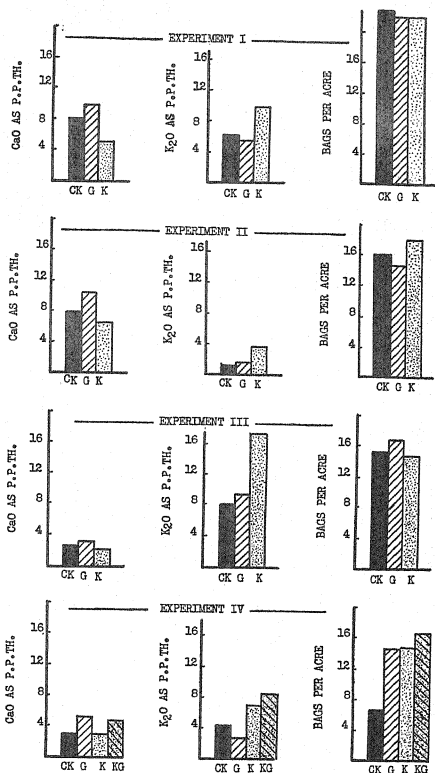 EXPERIMENT I
CaO AS P.P.TH.
16
12
8
4
CK G K
K2O AS P.P.TH.
16
12
8
4
CK G K
BAGS PER ACRE
16
12
8
4
CK G K
EXPERIMENT II
CaO AS P.P.TH.
16
12
8
4
CK G K
K2O AS P.P.TH.
16
12
8
4
CK G K
BAGS PER ACRE
16
12
8
4
CK G K
EXPERIMENT III
CaO AS P.P.TH.
16
12
8
4
CK G K
K2O AS P.P.TH.
16
12
8
4
CK G K
BAGS PER ACRE
16
12
8
4
CK G K
EXPERIMENT IV
CaO AS P.P.TH.
16
12
8
4
CK G K KG
K2O AS P.P.TH.
16
12
8
4
CK G K KG
BAGS PER ACRE
16
12
8
4
CK G K KG